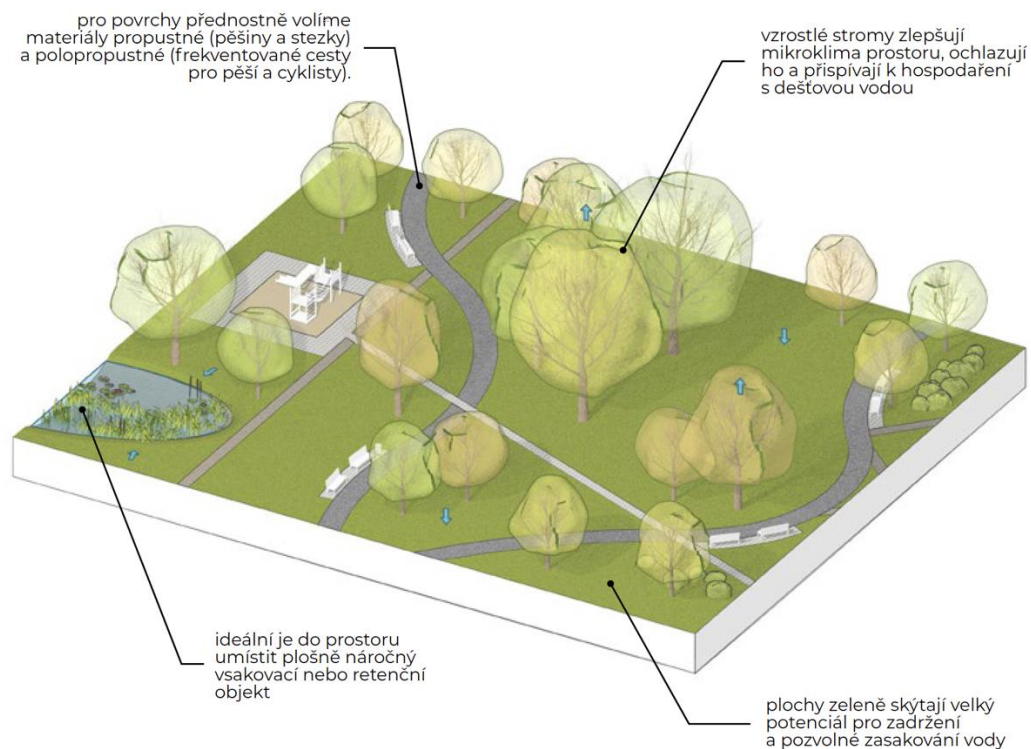 pro povrchy přednostně volíme
materiály propustné (pěšiny a stezky)
a polopropustné (frekventované cesty
pro pěší a cyklisty).
vzrostlé stromy zlepšují
mikroklima prostoru, ochlazují
ho a přispívají k hospodaření
s dešťovou vodou
ideální je do prostoru
umístit plošně náročný
vsakovací nebo retenční
objekt
plochy zeleně skýtají velký
potenciál pro zadržení
a pozvolné zasakování vody